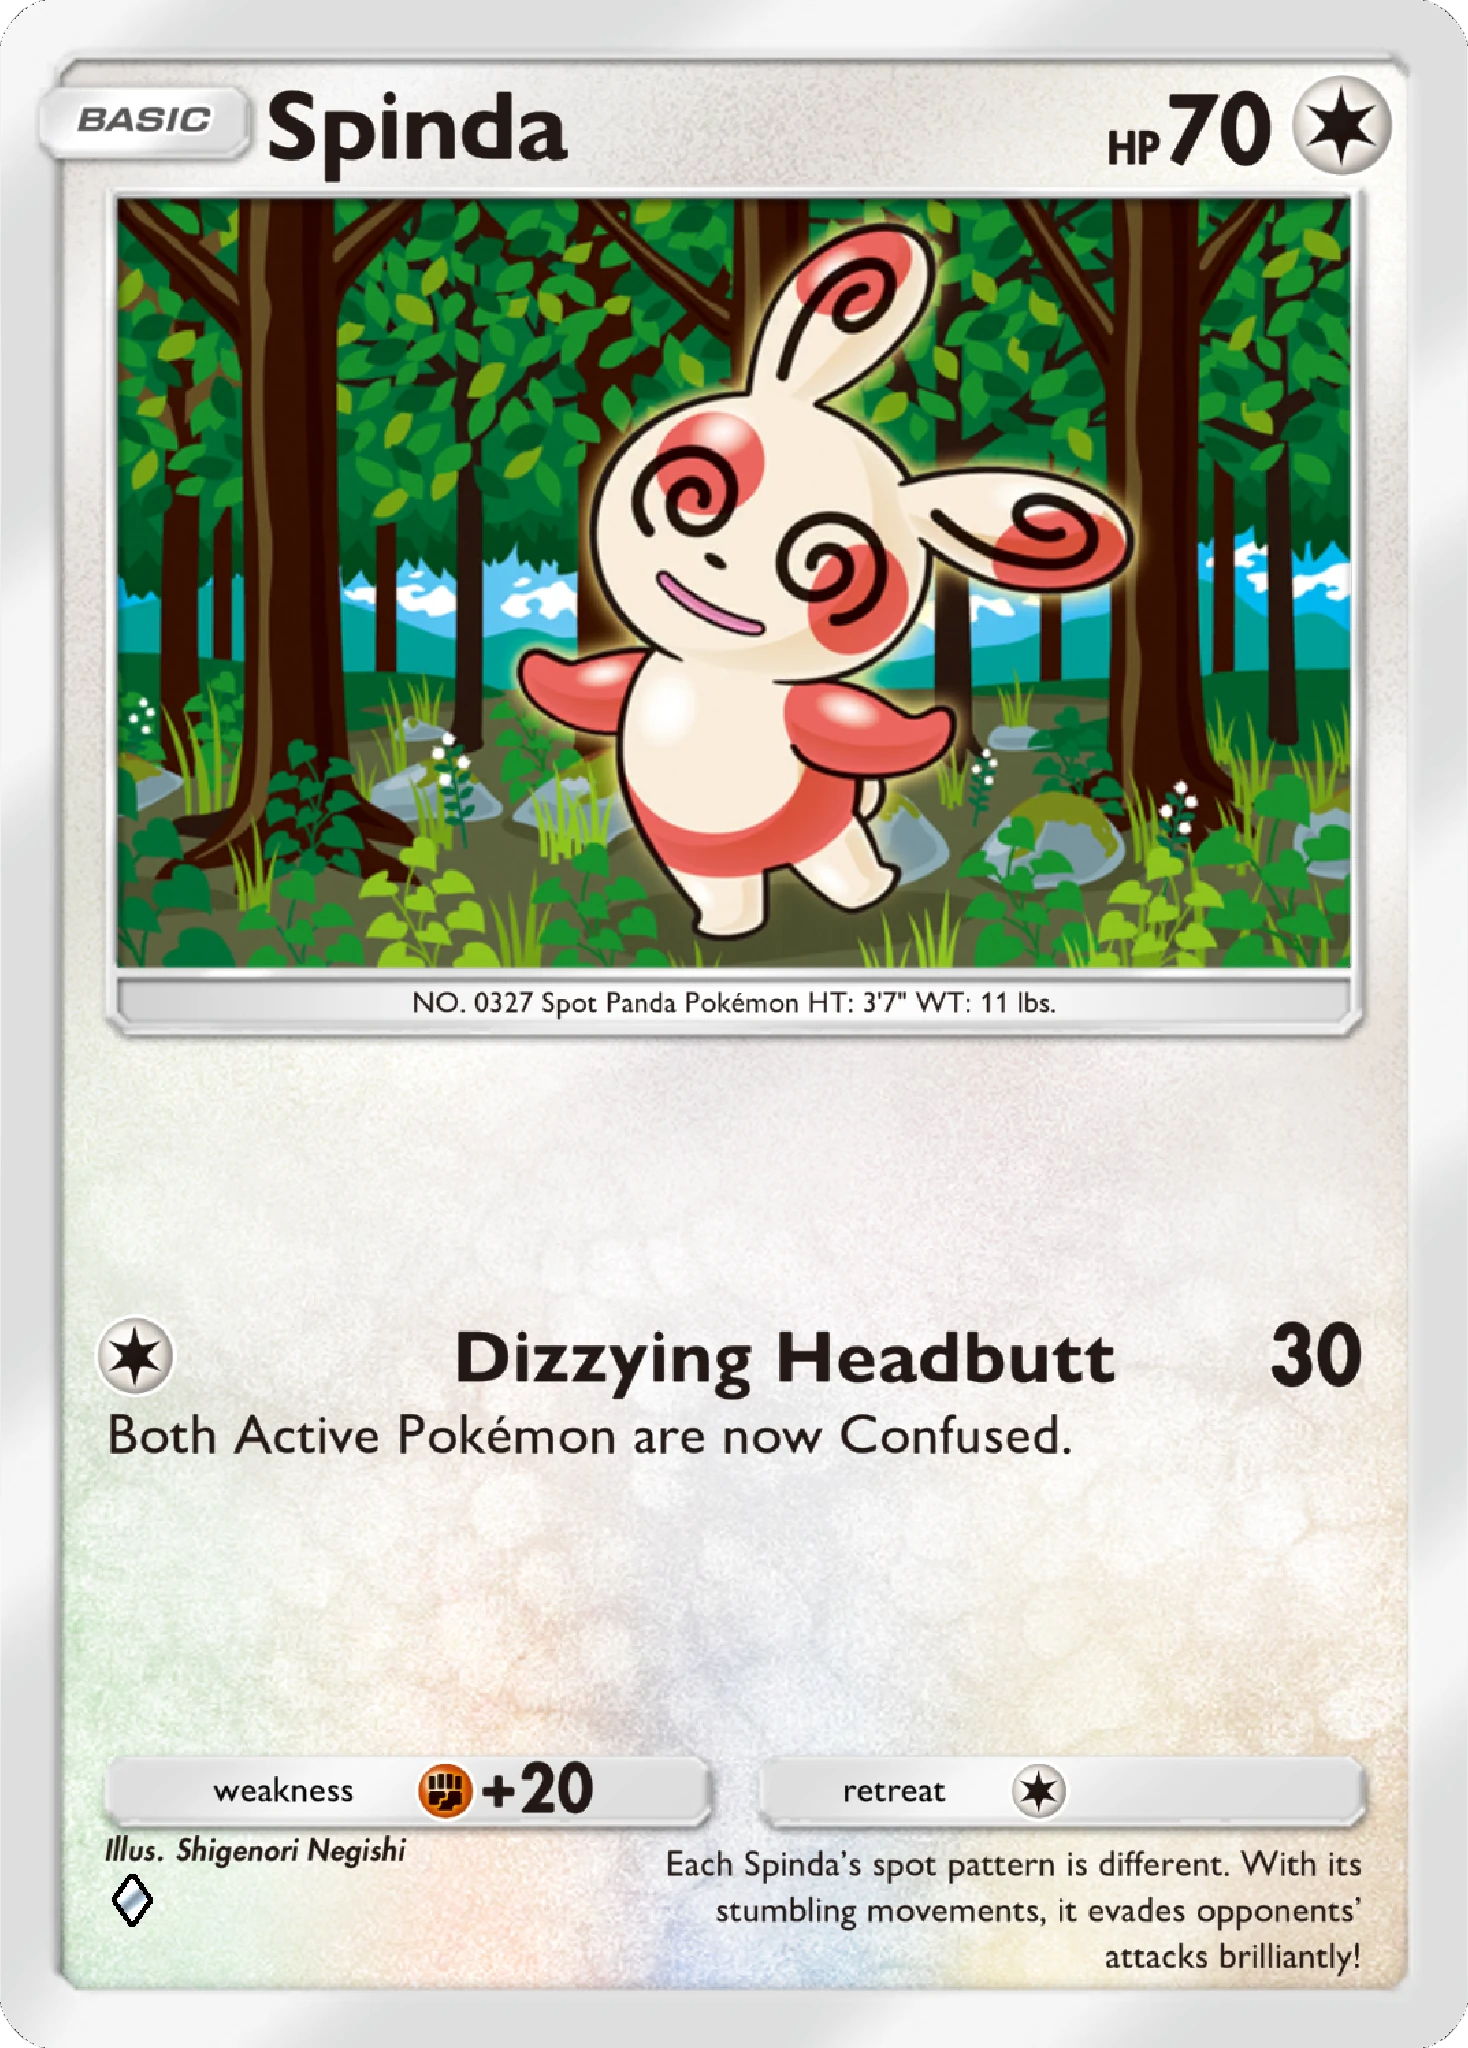 BASIC Spinda HP 70
NO. 0327 Spot Panda Pokémon HT: 3'7" WT: 11 lbs.
Dizzying Headbutt 30
Both Active Pokémon are now Confused.
weakness +20 retreat
Illus. Shigenori Negishi
Each Spinda’s spot pattern is different. With its
stumbling movements, it evades opponents’
attacks brilliantly!